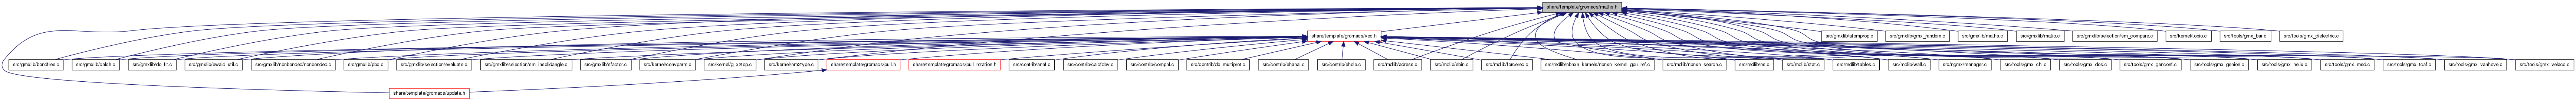 share/template/gromacs/maths.h
share/template/gromacs/vec.h
src/gmxlib/atomprop.c
src/gmxlib/gmx_random.c
src/gmxlib/maths.c
src/gmxlib/matio.c
src/gmxlib/selection/sm_compare.c
src/kernel/topio.c
src/tools/gmx_bar.c
src/tools/gmx_dielectric.c
src/gmxlib/bondfree.c
src/gmxlib/calch.c
src/gmxlib/do_fit.c
src/gmxlib/ewald_util.c
src/gmxlib/nonbonded/nonbonded.c
src/gmxlib/pbc.c
src/gmxlib/selection/evaluate.c
src/gmxlib/selection/sm_insolidangle.c
src/gmxlib/sfactor.c
src/kernel/convparm.c
src/kernel/g_x2top.c
src/kernel/nm2type.c
share/template/gromacs/pull.h
share/template/gromacs/pull_rotation.h
src/contrib/anaf.c
src/contrib/calcfdev.c
src/contrib/compnl.c
src/contrib/do_multiprot.c
src/contrib/ehanal.c
src/contrib/ehole.c
src/mdlib/adress.c
src/mdlib/ebin.c
src/mdlib/forcerec.c
src/mdlib/nbnxn_kernels/nbnxn_kernel_gpu_ref.c
src/mdlib/nbnxn_search.c
src/mdlib/ns.c
src/mdlib/stat.c
src/mdlib/tables.c
src/mdlib/wall.c
src/ngmx/manager.c
src/tools/gmx_chi.c
src/tools/gmx_dos.c
src/tools/gmx_genconf.c
src/tools/gmx_genion.c
src/tools/gmx_helix.c
src/tools/gmx_msd.c
src/tools/gmx_tcaf.c
src/tools/gmx_vanhove.c
src/tools/gmx_velacc.c
share/template/gromacs/update.h